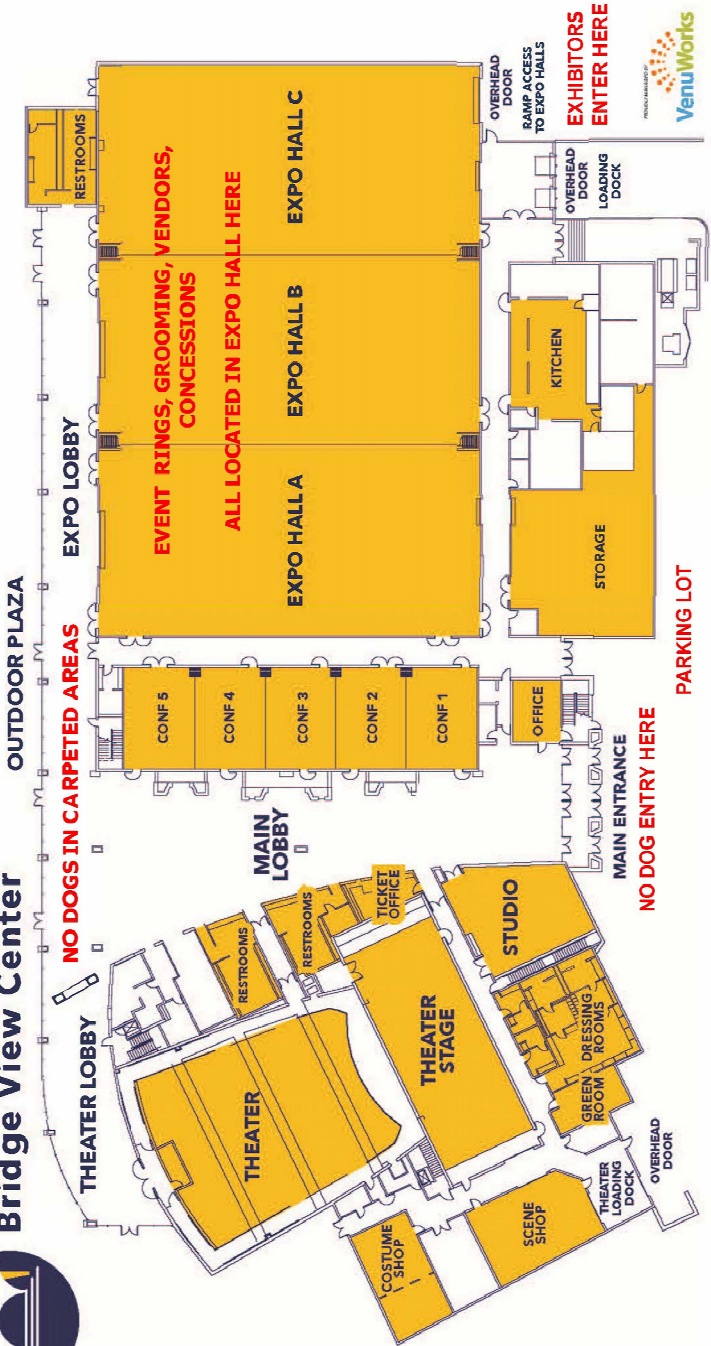 Bridge View Center
OUTDOOR PLAZA
NO DOGS IN CARPETED AREAS
THEATER LOBBY
EXPO LOBBY
RESTROOMS
MAIN
LOBBY
RESTROOMS
RESTROOMS
TICKET
OFFICE
THEATER
THEATER
STAGE
STUDIO
COSTUME
SHOP
SCENE
SHOP
GREEN
ROOM
DRESSING
ROOMS
THEATER
LOADING
DOCK
OVERHEAD
DOOR
CONF 5
CONF 4
CONF 3
CONF 2
CONF 1
OFFICE
MAIN ENTRANCE
NO DOG ENTRY HERE
PARKING LOT
EVENT RINGS, GROOMING, VENDORS,
CONCESSIONS
ALL LOCATED IN EXPO HALL HERE
EXPO HALL A
EXPO HALL B
EXPO HALL C
STORAGE
KITCHEN
OVERHEAD
DOOR
LOADING
DOCK
OVERHEAD
DOOR
RAMP ACCESS
TO EXPO HALLS
EXHIBITORS
ENTER HERE
PROUDLY MANAGED BY
VenuWorks